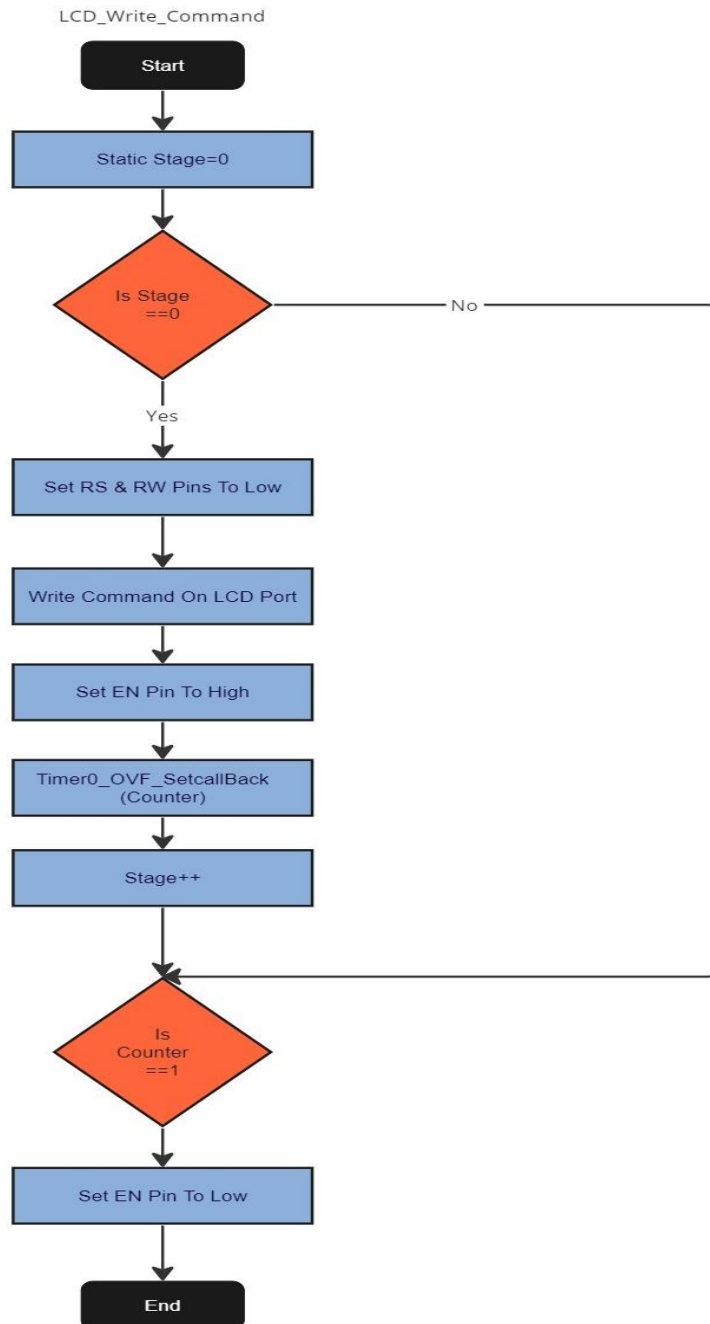 LCD_Write_Command
Start
Static Stage=0
Is Stage
==0
No
Yes
Set RS & RW Pins To Low
Write Command On LCD Port
Set EN Pin To High
Timer0_OVF_SetcallBack
(Counter)
Stage++
Is
Counter
==1
Set EN Pin To Low
End